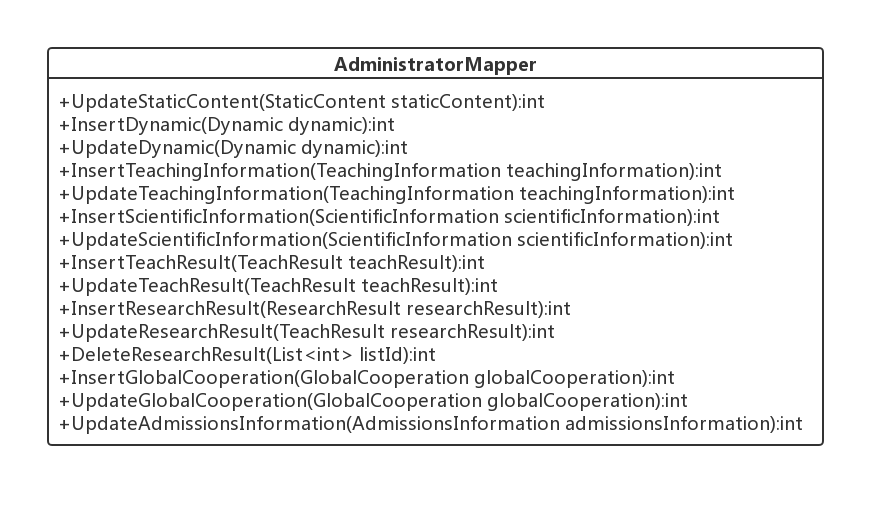 AdministratorMapper
+UpdateStaticContent(StaticContent staticContent):int
+InsertDynamic(Dynamic dynamic):int
+UpdateDynamic(Dynamic dynamic):int
+InsertTeachingInformation(TeachingInformation teachingInformation):int
+UpdateTeachingInformation(TeachingInformation teachingInformation):int
+InsertScientificInformation(ScientificInformation scientificInformation):int
+UpdateScientificInformation(ScientificInformation scientificInformation):int
+InsertTeachResult(TeachResult teachResult):int
+UpdateTeachResult(TeachResult teachResult):int
+InsertResearchResult(ResearchResult researchResult):int
+UpdateResearchResult(TeachResult researchResult):int
+DeleteResearchResult(List<int> listId):int
+InsertGlobalCooperation(GlobalCooperation globalCooperation):int
+UpdateGlobalCooperation(GlobalCooperation globalCooperation):int
+UpdateAdmissionsInformation(AdmissionsInformation admissionsInformation):int